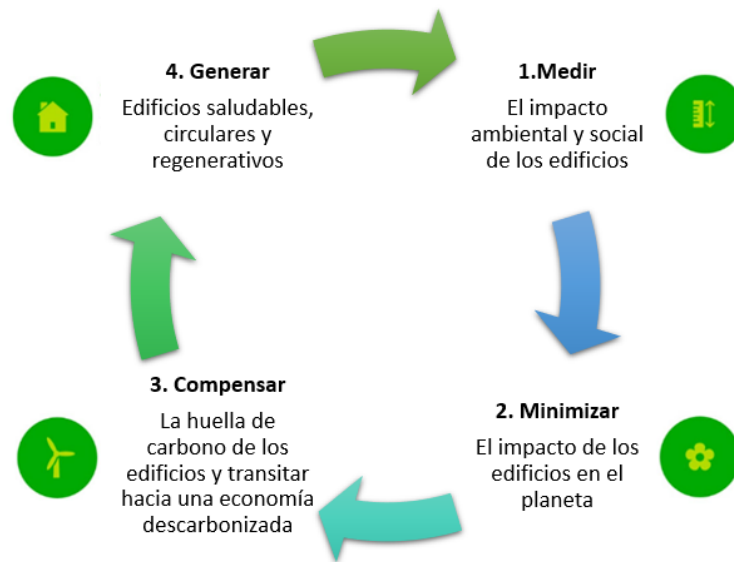 1.Medir
El impacto
ambiental y social
de los edificios
2. Minimizar
El impacto de los
edificios en el
planeta
3. Compensar
La huella de
carbono de los
edificios y transitar
hacia una economía
descarbonizada
4. Generar
Edificios saludables,
circulares y
regenerativos